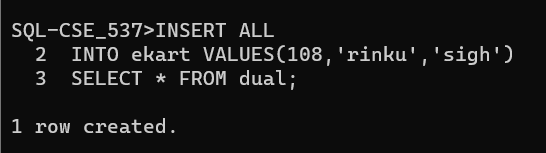 SQL-CSE_537>INSERT ALL
  2  INTO ekart VALUES(108,'rinku','sigh')
  3  SELECT * FROM dual;
1 row created.